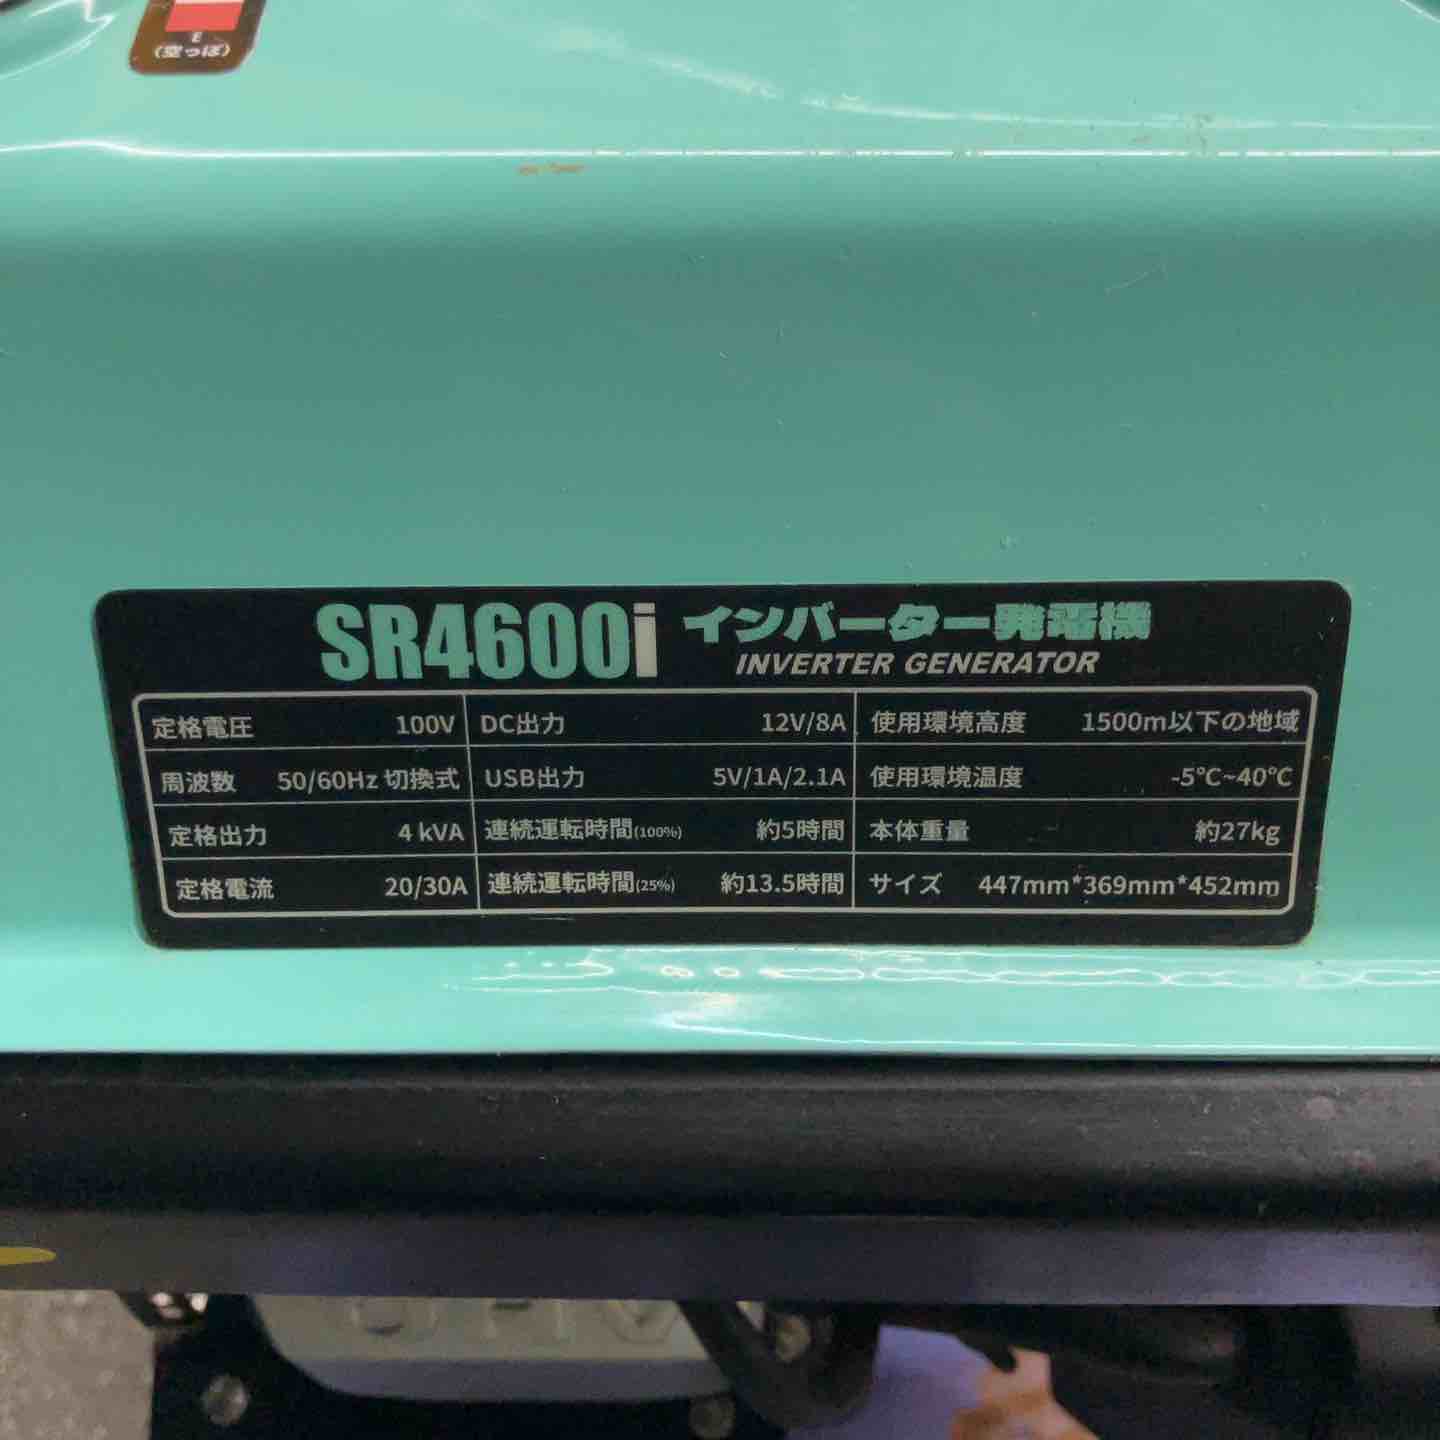 E
(空っぽ)
SR4600i インバーター発電機
INVERTER GENERATOR
定格電圧 100V DC出力 12V/8A 使用環境高度 1500m以下の地域
周波数 50/60Hz 切換式 USB出力 5V/1A/2.1A 使用環境温度 -5℃~40℃
定格出力 4 kVA 連続運転時間(100%) 約5時間 本体重量 約27kg
定格電流 20/30A 連続運転時間(25%) 約13.5時間 サイズ 447mm*369mm*452mm